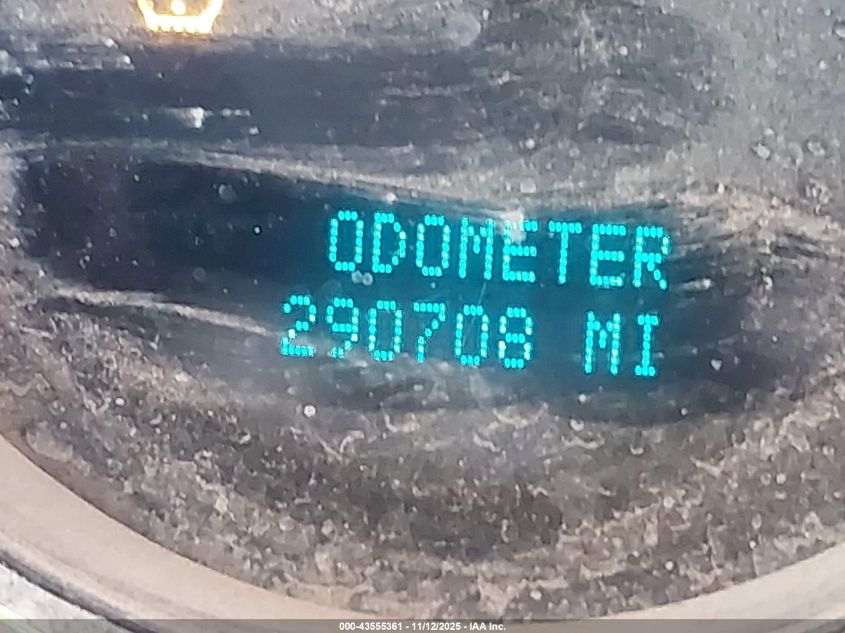 ODOMETER
290708 MI
000-43555361 - 11/12/2025 - IAA Inc.